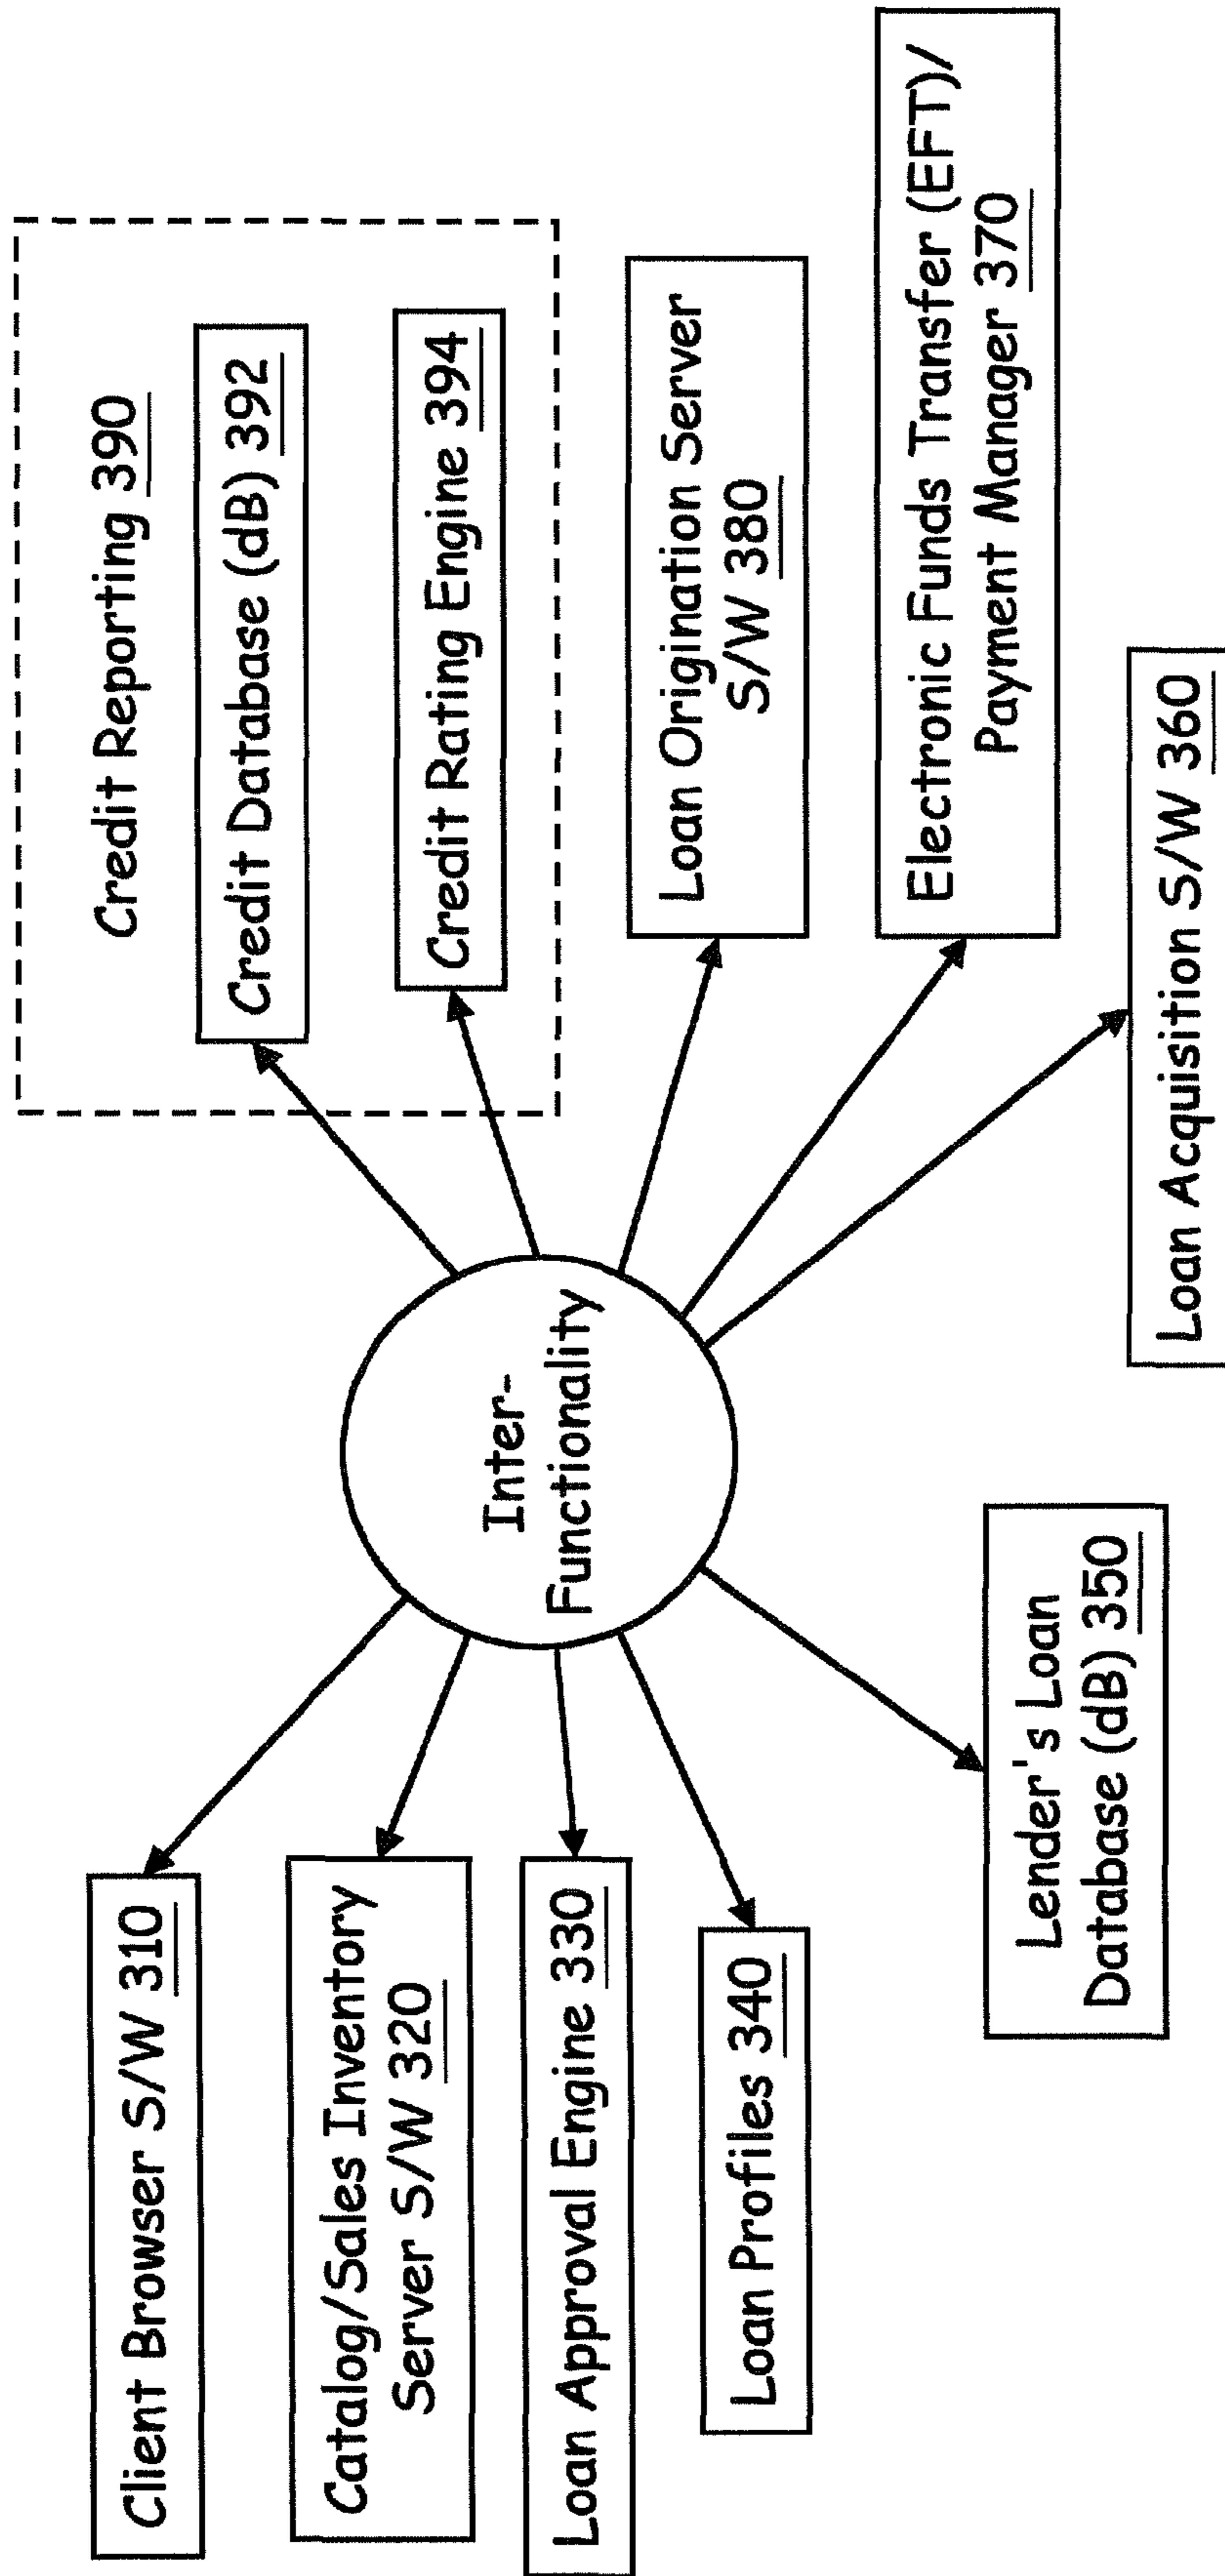 Client Browser S/W 310
Catalog/Sales Inventory
Server S/W 320
Loan Approval Engine 330
Loan Profiles 340
Lender's Loan
Database (dB) 350
Inter-
Functionality
Credit Reporting 390
Credit Database (dB) 392
Credit Rating Engine 394
Loan Origination Server
S/W 380
Electronic Funds Transfer (EFT)/
Payment Manager 370
Loan Acquisition S/W 360